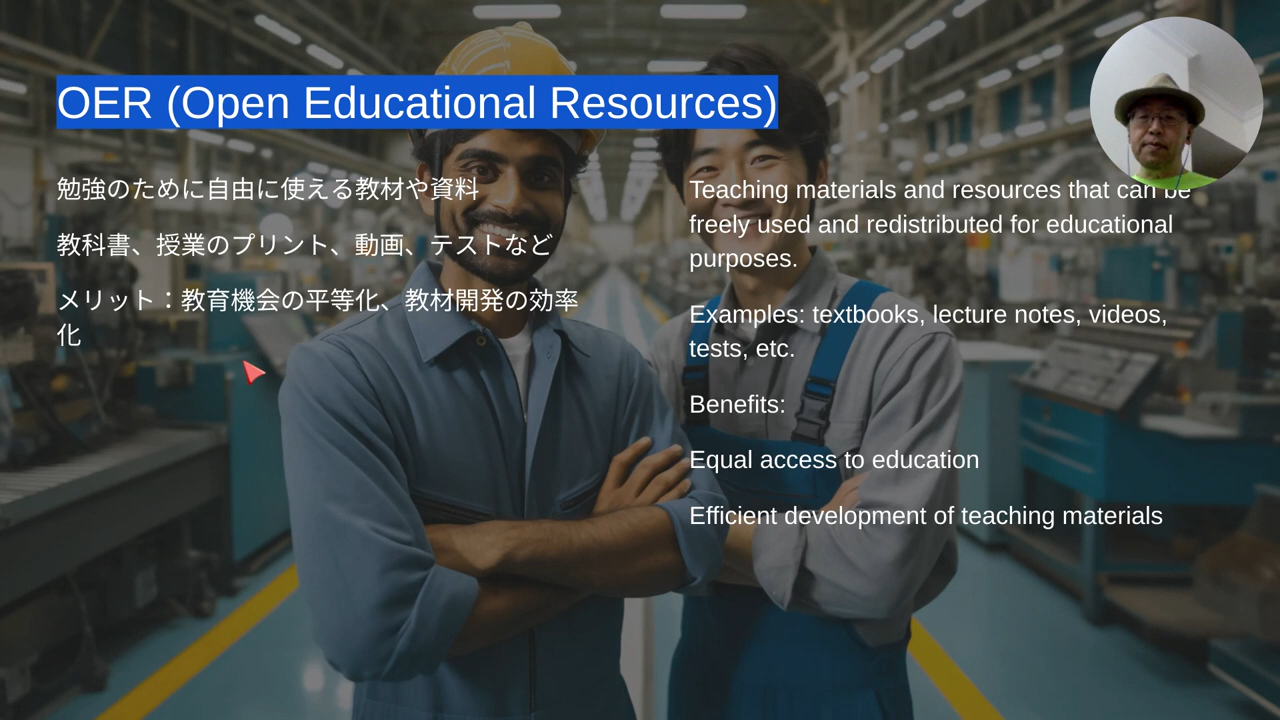 OER (Open Educational Resources)
勉強のために自由に使える教材や資料
教科書、授業のプリント、動画、テストなど
メリット：教育機会の平等化、教材開発の効率
化
Teaching materials and resources that can be
freely used and redistributed for educational
purposes.
Examples: textbooks, lecture notes, videos,
tests, etc.
Benefits:
Equal access to education
Efficient development of teaching materials